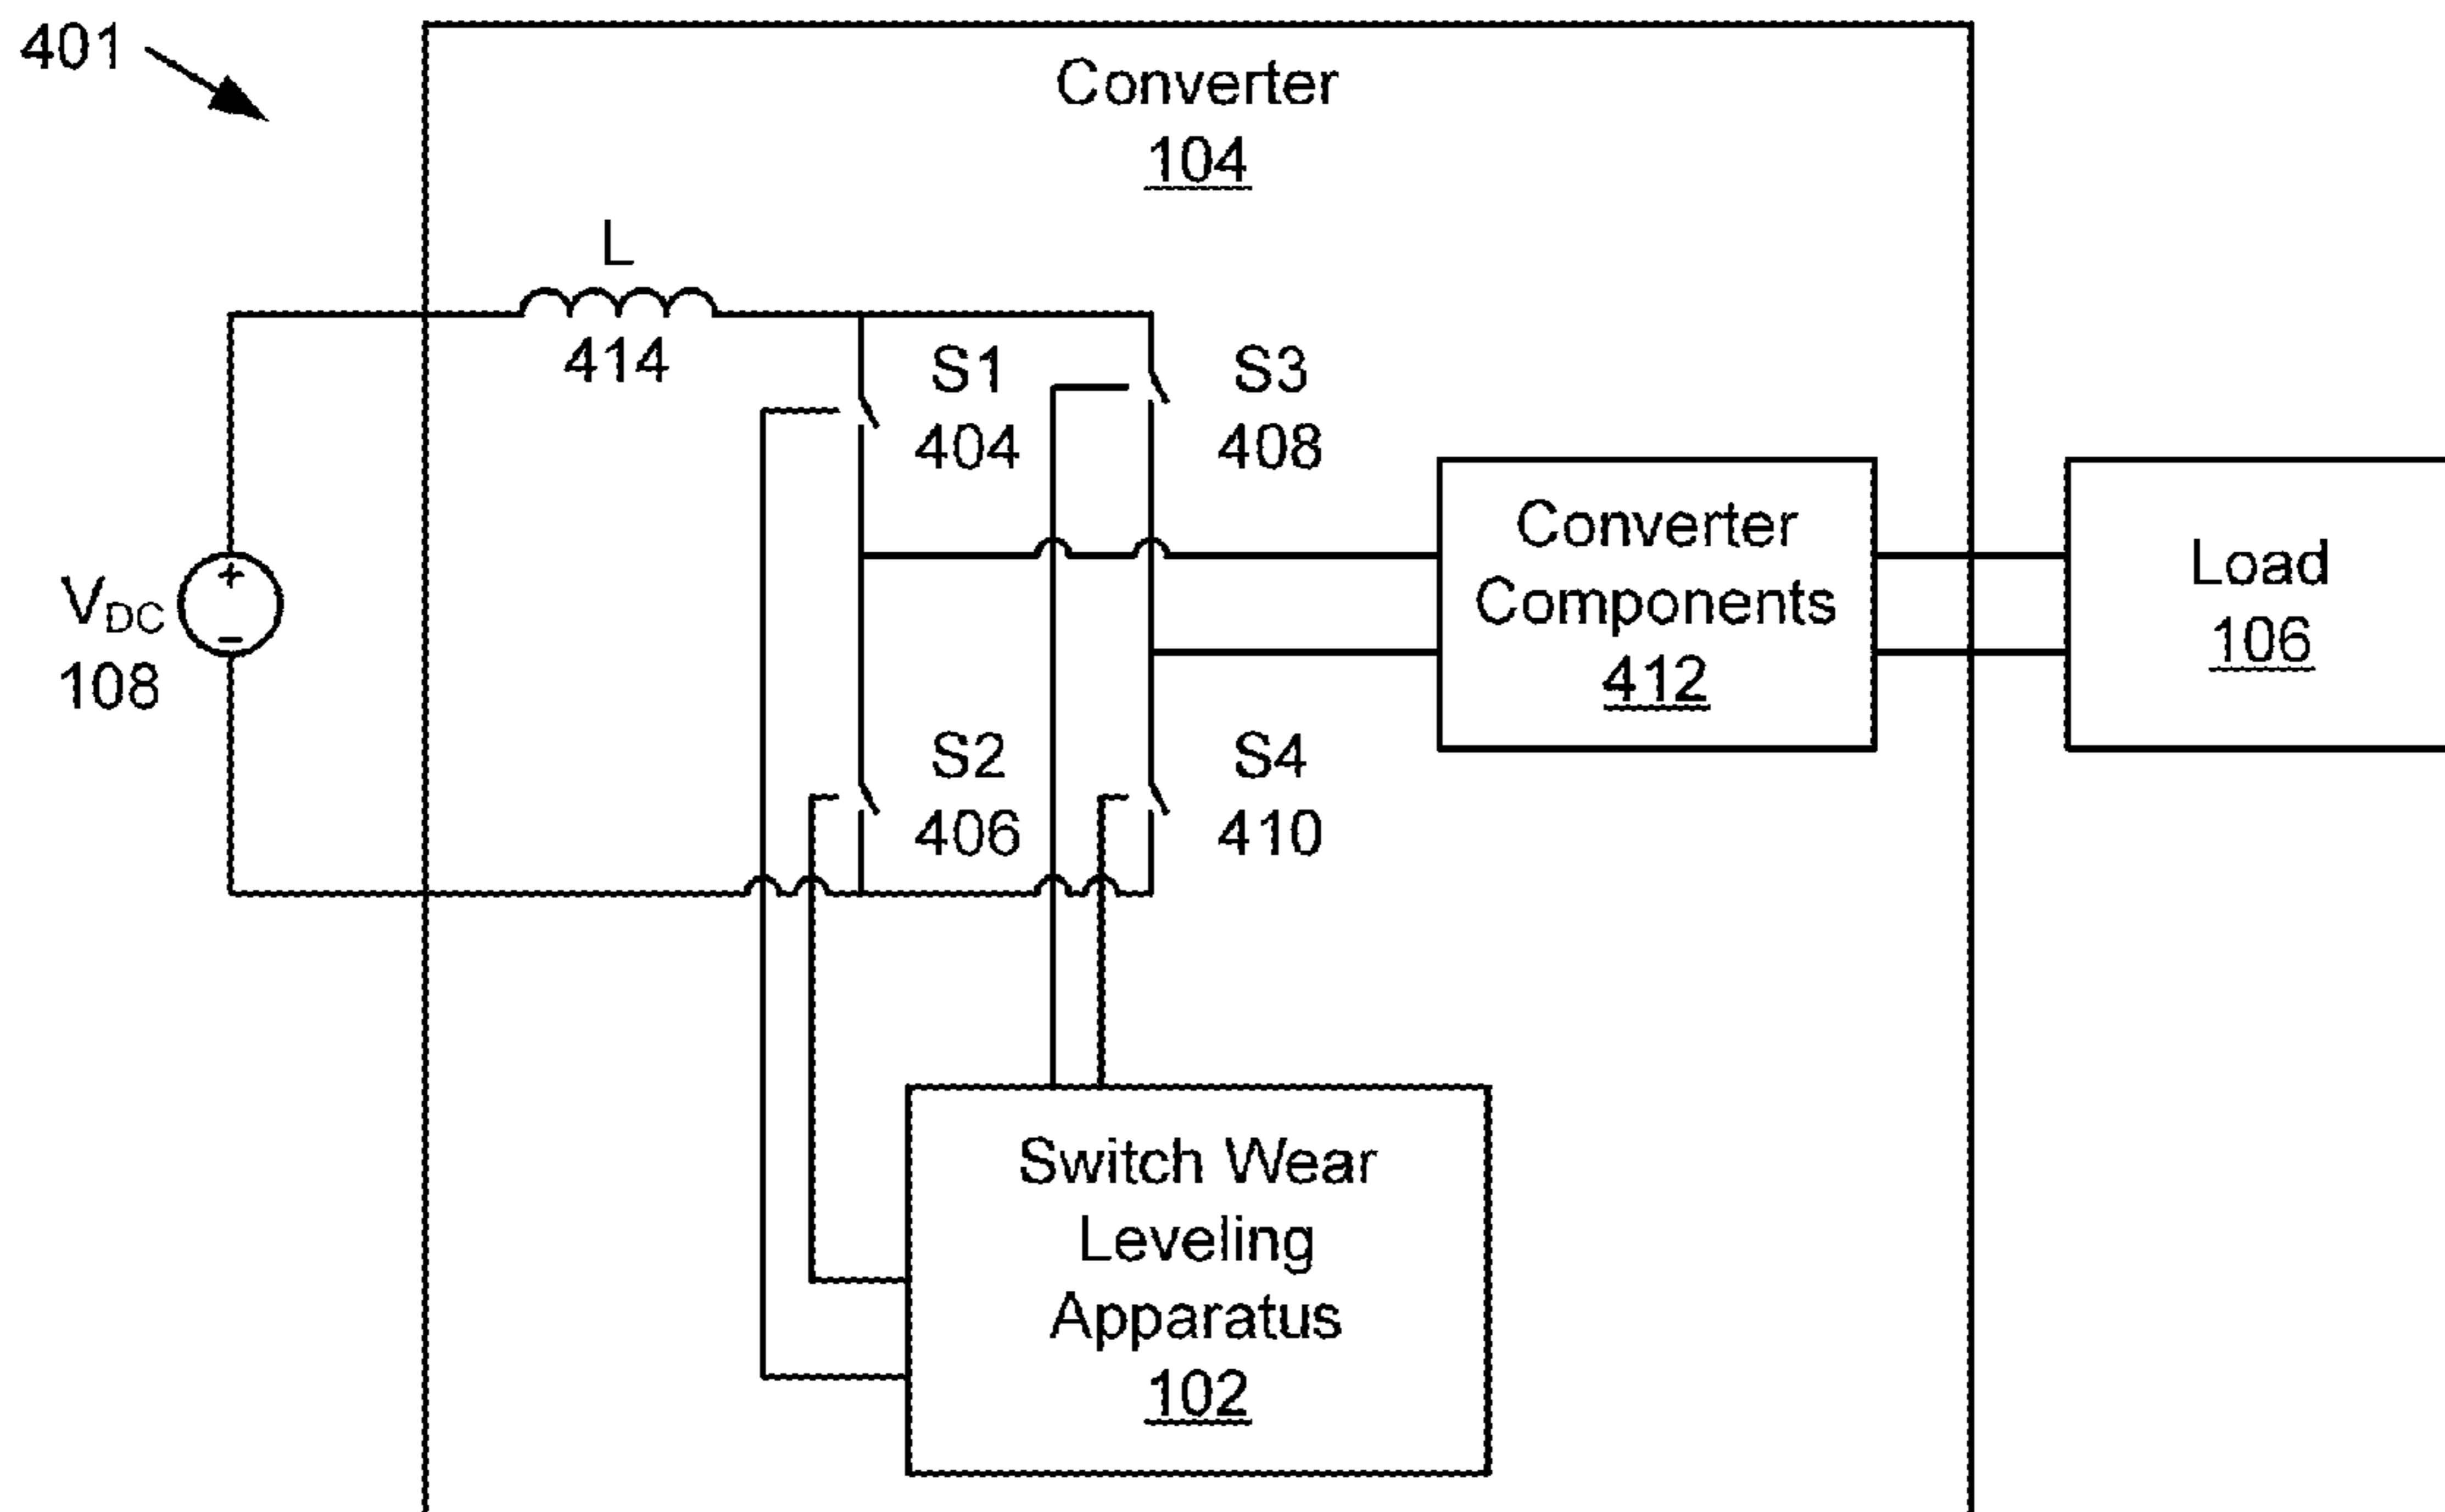 401
Converter
104
L
414
S1
404
S3
408
Converter
Components
412
Load
106
+
VDC
−
108
S2
406
S4
410
Switch Wear
Leveling
Apparatus
102